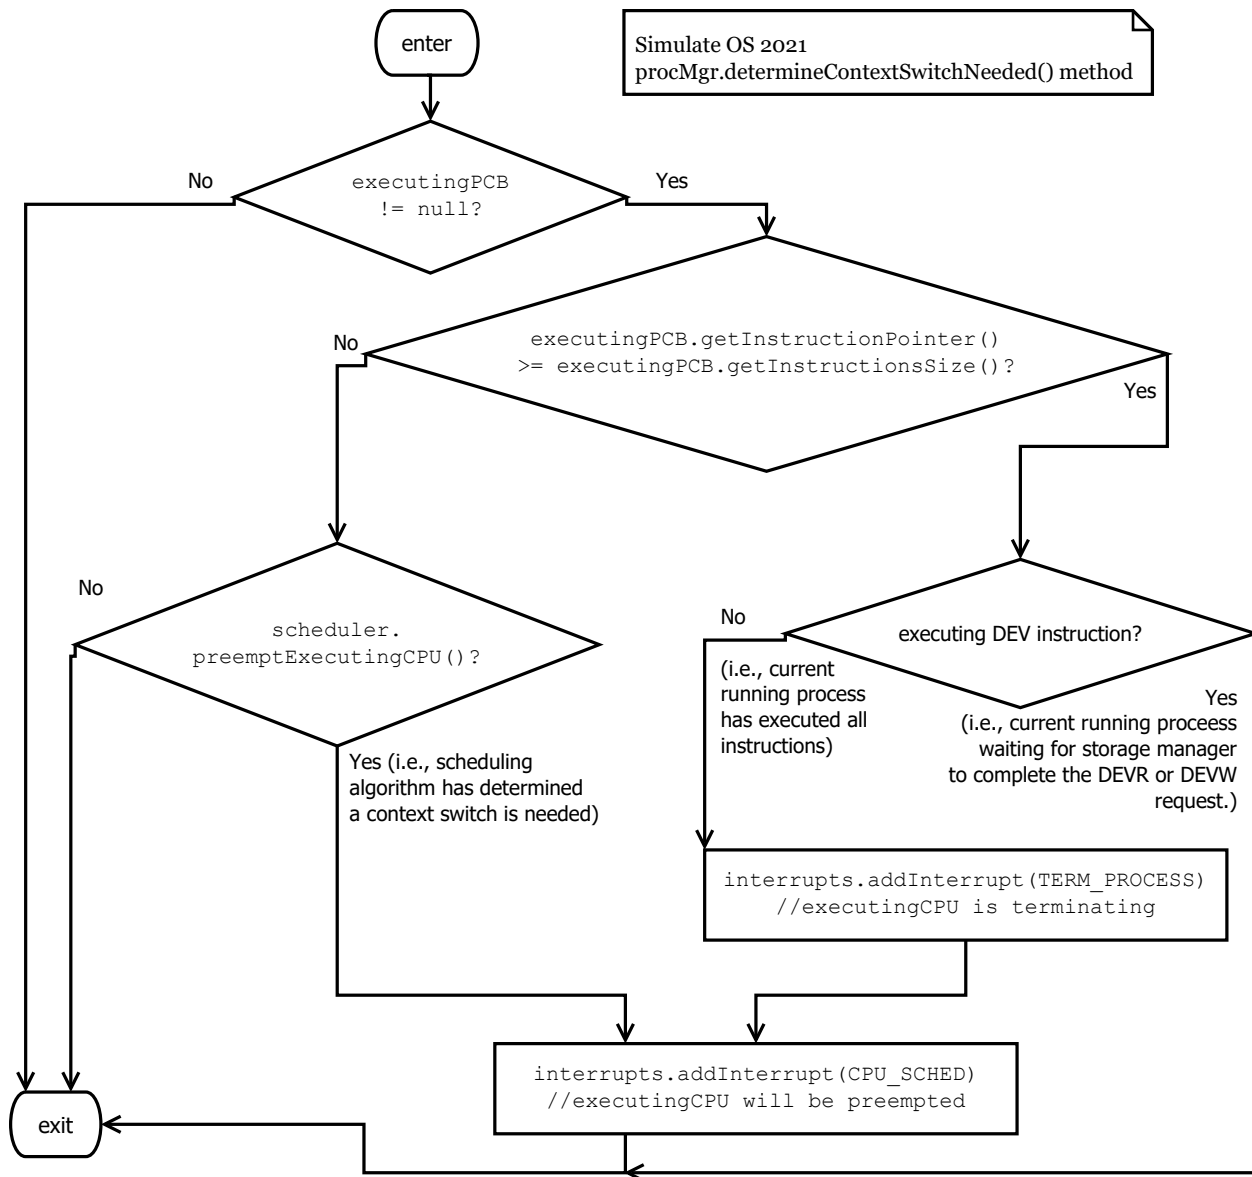 enter
Simulate OS 2021
procMgr.determineContextSwitchNeeded() method
No
executingPCB
!= null?
Yes
No
executingPCB.getInstructionPointer()
>= executingPCB.getInstructionsSize()?
Yes
No
scheduler.
preemptExecutingCPU()?
Yes (i.e., scheduling
algorithm has determined
a context switch is needed)
No
(i.e., current
running process
has executed all
instructions)
executing DEV instruction?
Yes
(i.e., current running proceess
waiting for storage manager
to complete the DEVR or DEVW
request.)
interrupts.addInterrupt(TERM_PROCESS)
//executingCPU is terminating
interrupts.addInterrupt(CPU_SCHED)
//executingCPU will be preempted
exit